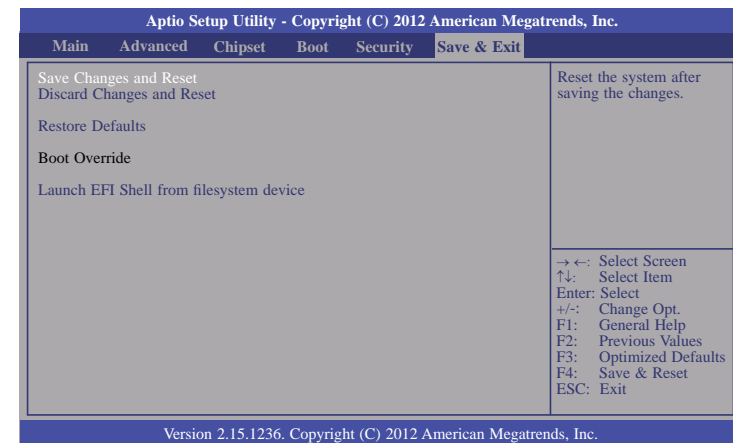 Aptio Setup Utility - Copyright (C) 2012 American Megatrends, Inc.
Main Advanced Chipset Boot Security Save & Exit
Save Changes and Reset
Discard Changes and Reset
Restore Defaults
Boot Override
Launch EFI Shell from filesystem device
Reset the system after
saving the changes.
→ ←: Select Screen
↑↓: Select Item
Enter: Select
+/-: Change Opt.
F1: General Help
F2: Previous Values
F3: Optimized Defaults
F4: Save & Reset
ESC: Exit
Version 2.15.1236. Copyright (C) 2012 American Megatrends, Inc.